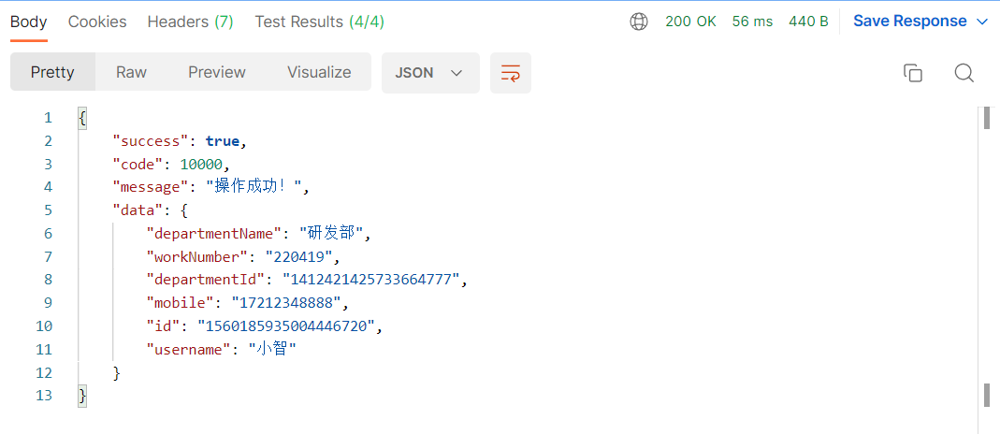 Body Cookies Headers (7) Test Results (4/4) 200 OK 56 ms 440 B Save Response
Pretty Raw Preview Visualize JSON
1 {
2 "success": true,
3 "code": 10000,
4 "message": "操作成功！",
5 "data": {
6 "departmentName": "研发部",
7 "workNumber": "220419",
8 "departmentId": "1412421425733664777",
9 "mobile": "17212348888",
10 "id": "1560185935004446720",
11 "username": "小智"
12 }
13 }